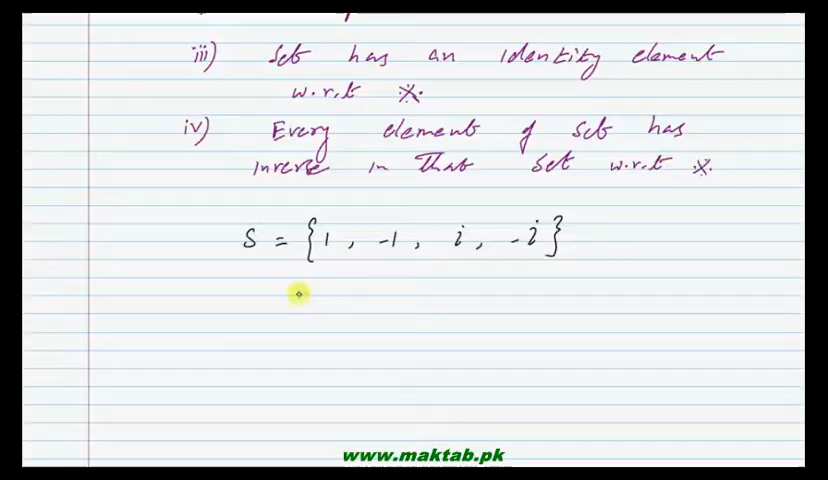 iii) Set has an identity element
w.r.t ※.
iv) Every element of set has
inverse in that set w.r.t ※.
S = {1, -1, i, -i}
www.maktab.pk